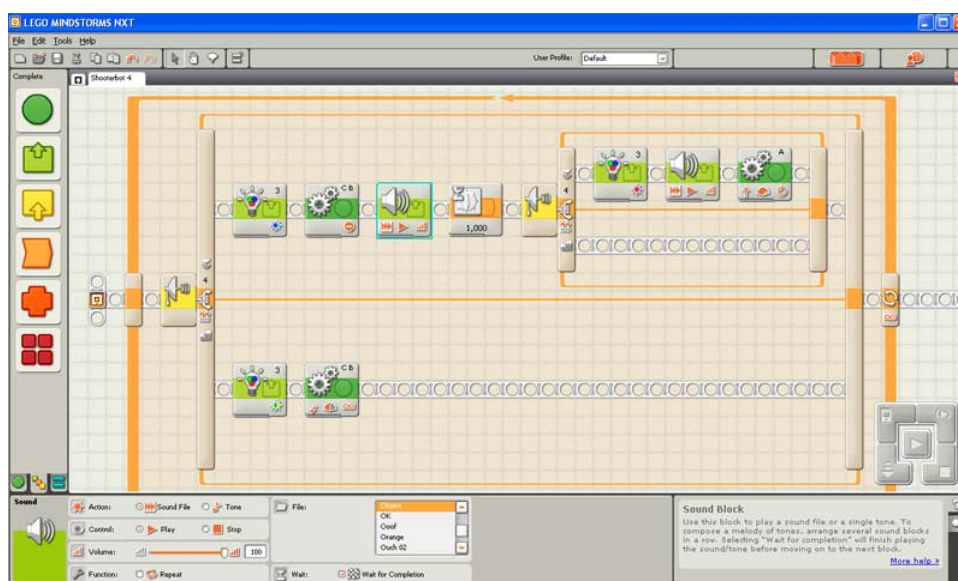 LEGO MINDSTORMS NXT
File Edit Tools Help
User Profile: Default
Complete
Shooterbot 4
3
A
4
3
C B
1,000
4
3
C B
Sound
Action: Sound File Tone
Control: Play Stop
Volume: 100
Function: Repeat
File: Object
OK
Ooof
Orange
Ouch 02
Wait: Wait for Completion
Sound Block
Use this block to play a sound file or a single tone. To
compose a melody of tones, arrange several sound blocks
in a row. Selecting "Wait for completion" will finish playing
the sound/tone before moving on to the next block.
More help »